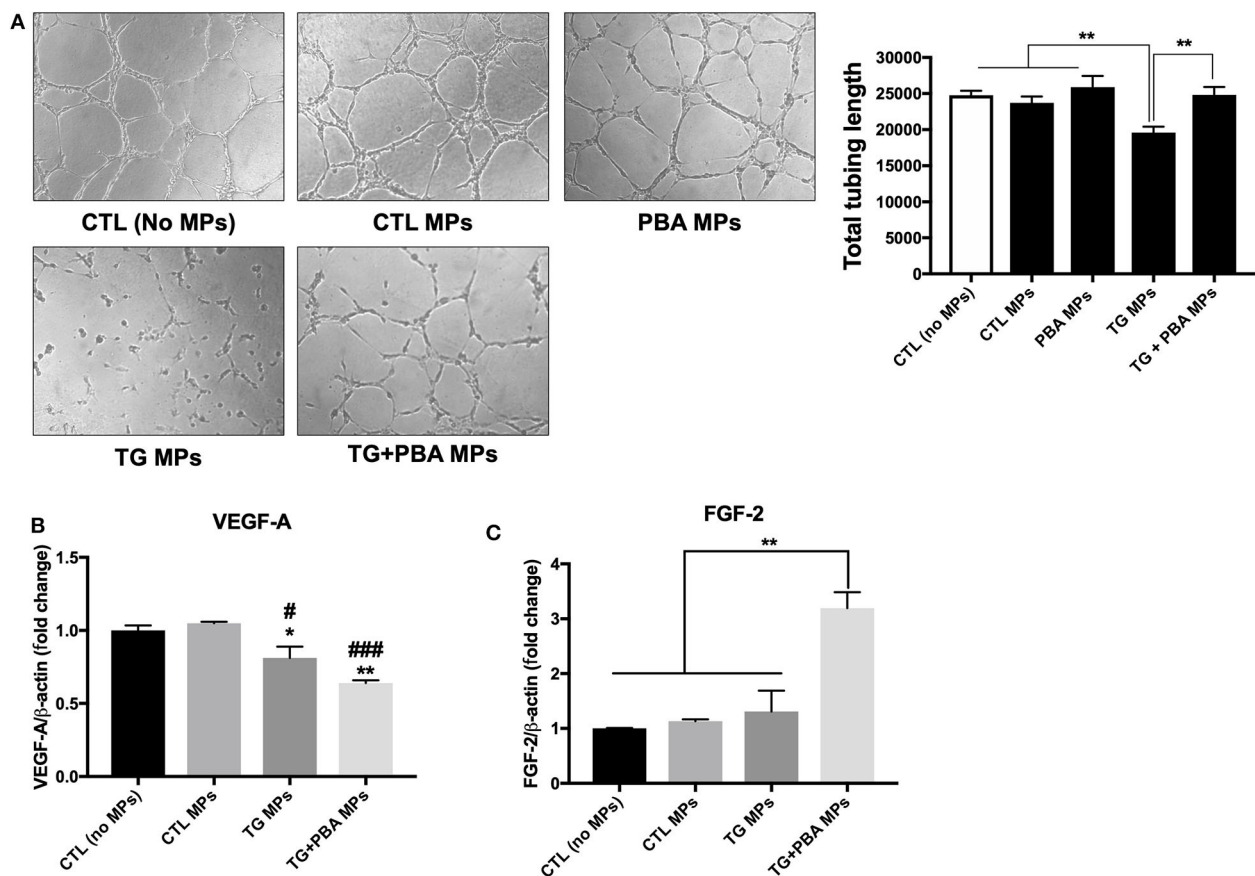 A
CTL (No MPs)
CTL MPs
PBA MPs
TG MPs
TG+PBA MPs
Total tubing length
30000
25000
20000
15000
10000
5000
0
**
**
CTL (no MPs)
CTL MPs
PBA MPs
TG MPs
TG + PBA MPs
B
VEGF-A
VEGF-A/β-actin (fold change)
1.5
1.0
0.5
0.0
#
*
###
**
CTL (no MPs)
CTL MPs
TG MPs
TG+PBA MPs
C
FGF-2
FGF-2/β-actin (fold change)
4
3
2
1
0
**
CTL (no MPs)
CTL MPs
TG MPs
TG+PBA MPs